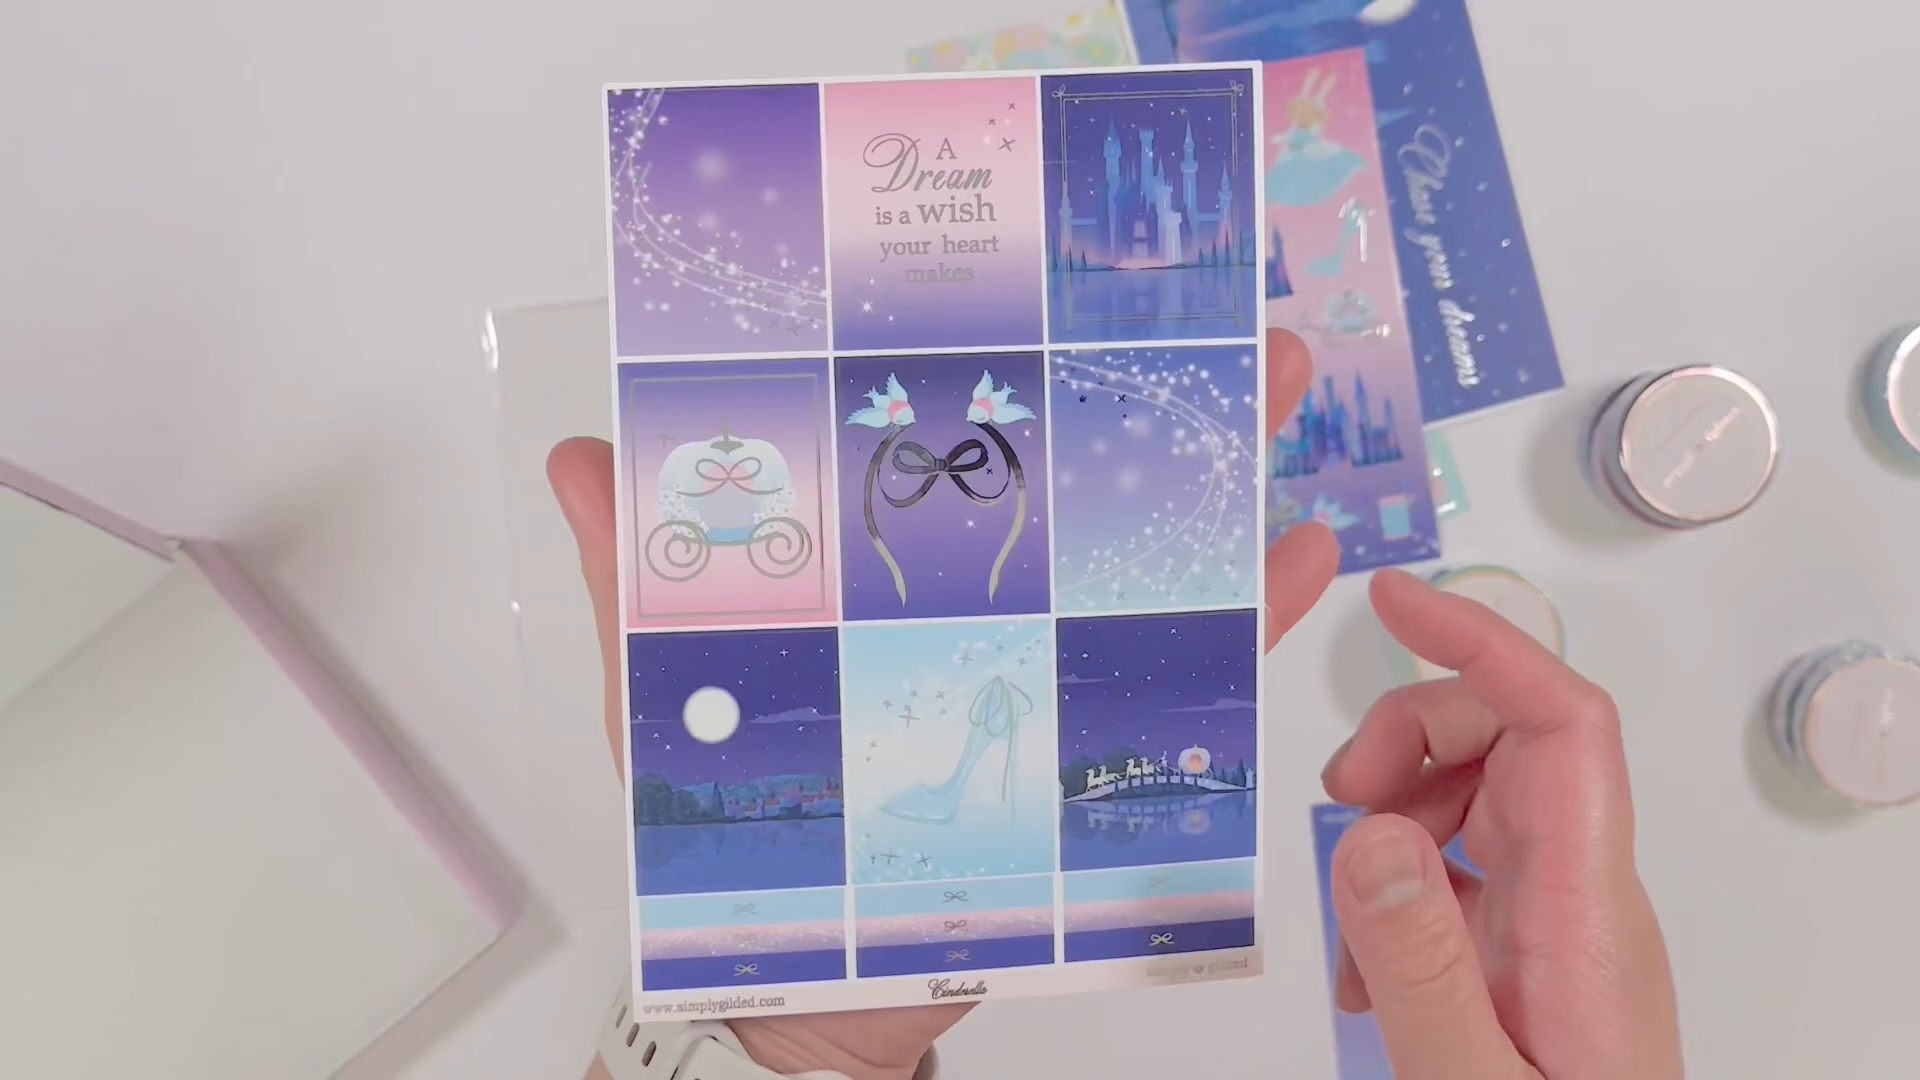 A
Dream
is a wish
your heart
makes
Chase your dreams
www.simplygilded.com
Cinderella
simply gilded